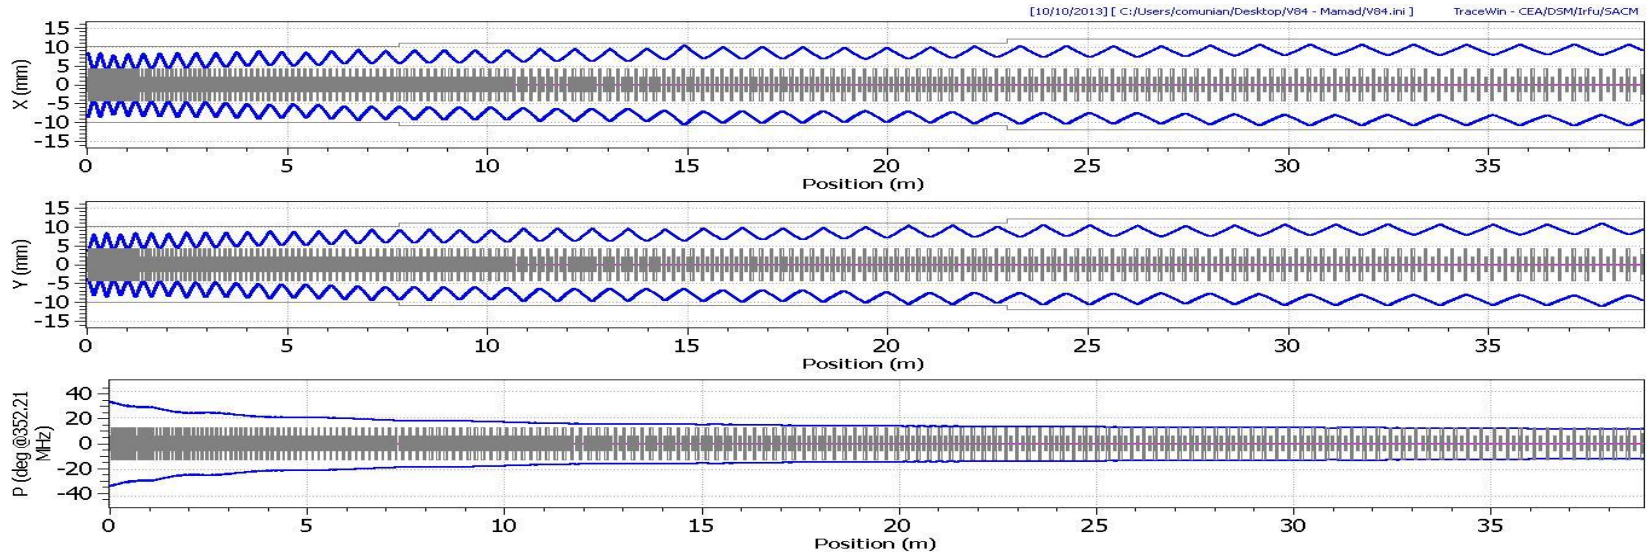 [10/10/2013] [ C:/Users/comunian/Desktop/V84 - Mamad/V84.ini ] TraceWin - CEA/DSM/Irfu/SACM
15
10
5
0
-5
-10
-15
X (mm)
0 5 10 15 20 25 30 35
Position (m)
15
10
5
0
-5
-10
-15
Y (mm)
0 5 10 15 20 25 30 35
Position (m)
40
20
0
-20
-40
P (deg @352.21
MHz)
0 5 10 15 20 25 30 35
Position (m)